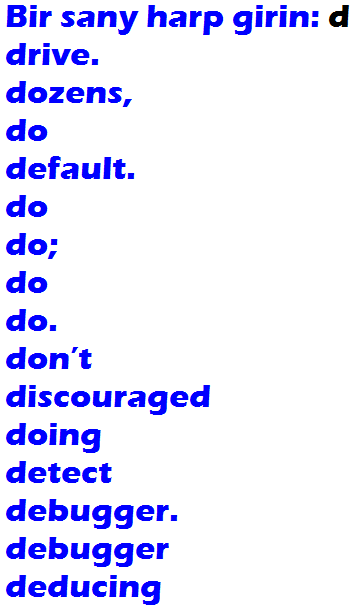 Bir sany harp girin: d
drive.
dozens,
do
default.
do
do;
do
do.
don't
discouraged
doing
detect
debugger.
debugger
deducing